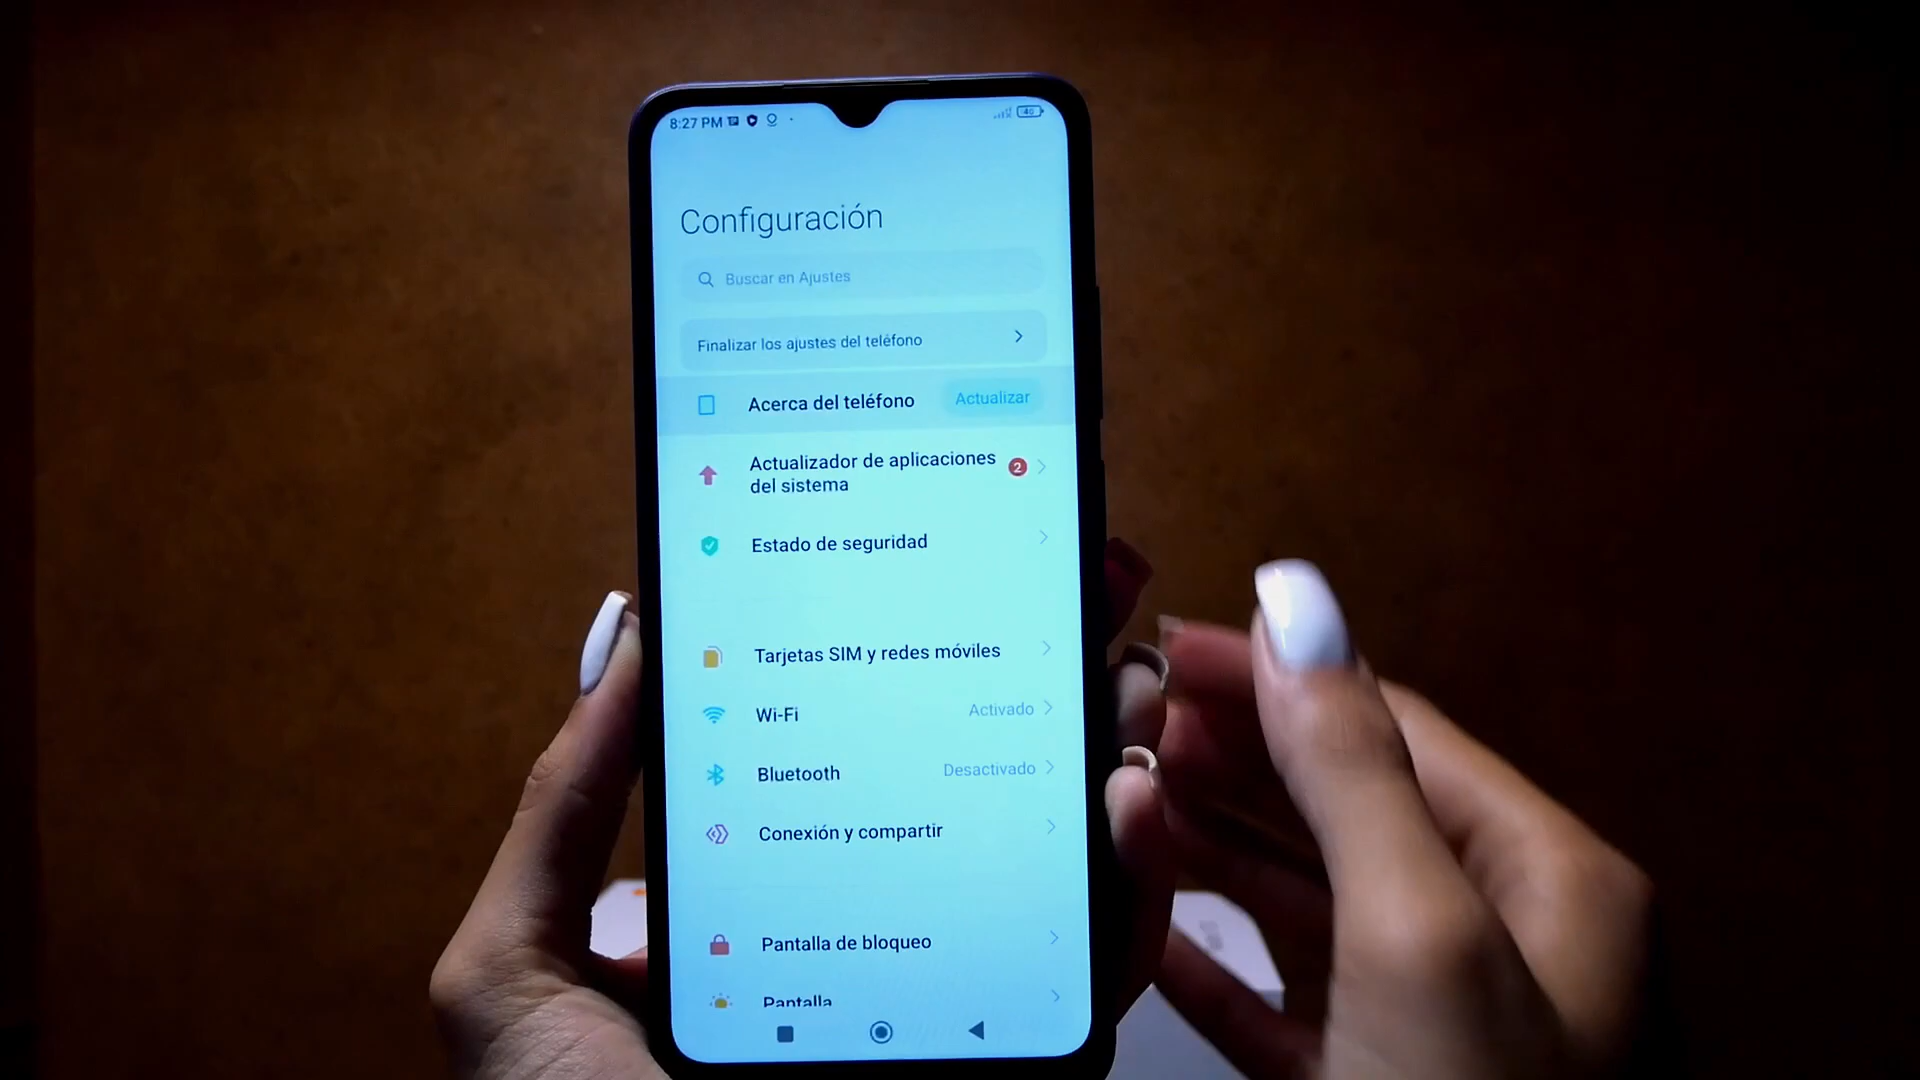 8:27 PM
40
Configuración
Buscar en Ajustes
Finalizar los ajustes del teléfono
Acerca del teléfono Actualizar
Actualizador de aplicaciones
del sistema
2
Estado de seguridad
Tarjetas SIM y redes móviles
Wi-Fi Activado
Bluetooth Desactivado
Conexión y compartir
Pantalla de bloqueo
Pantalla